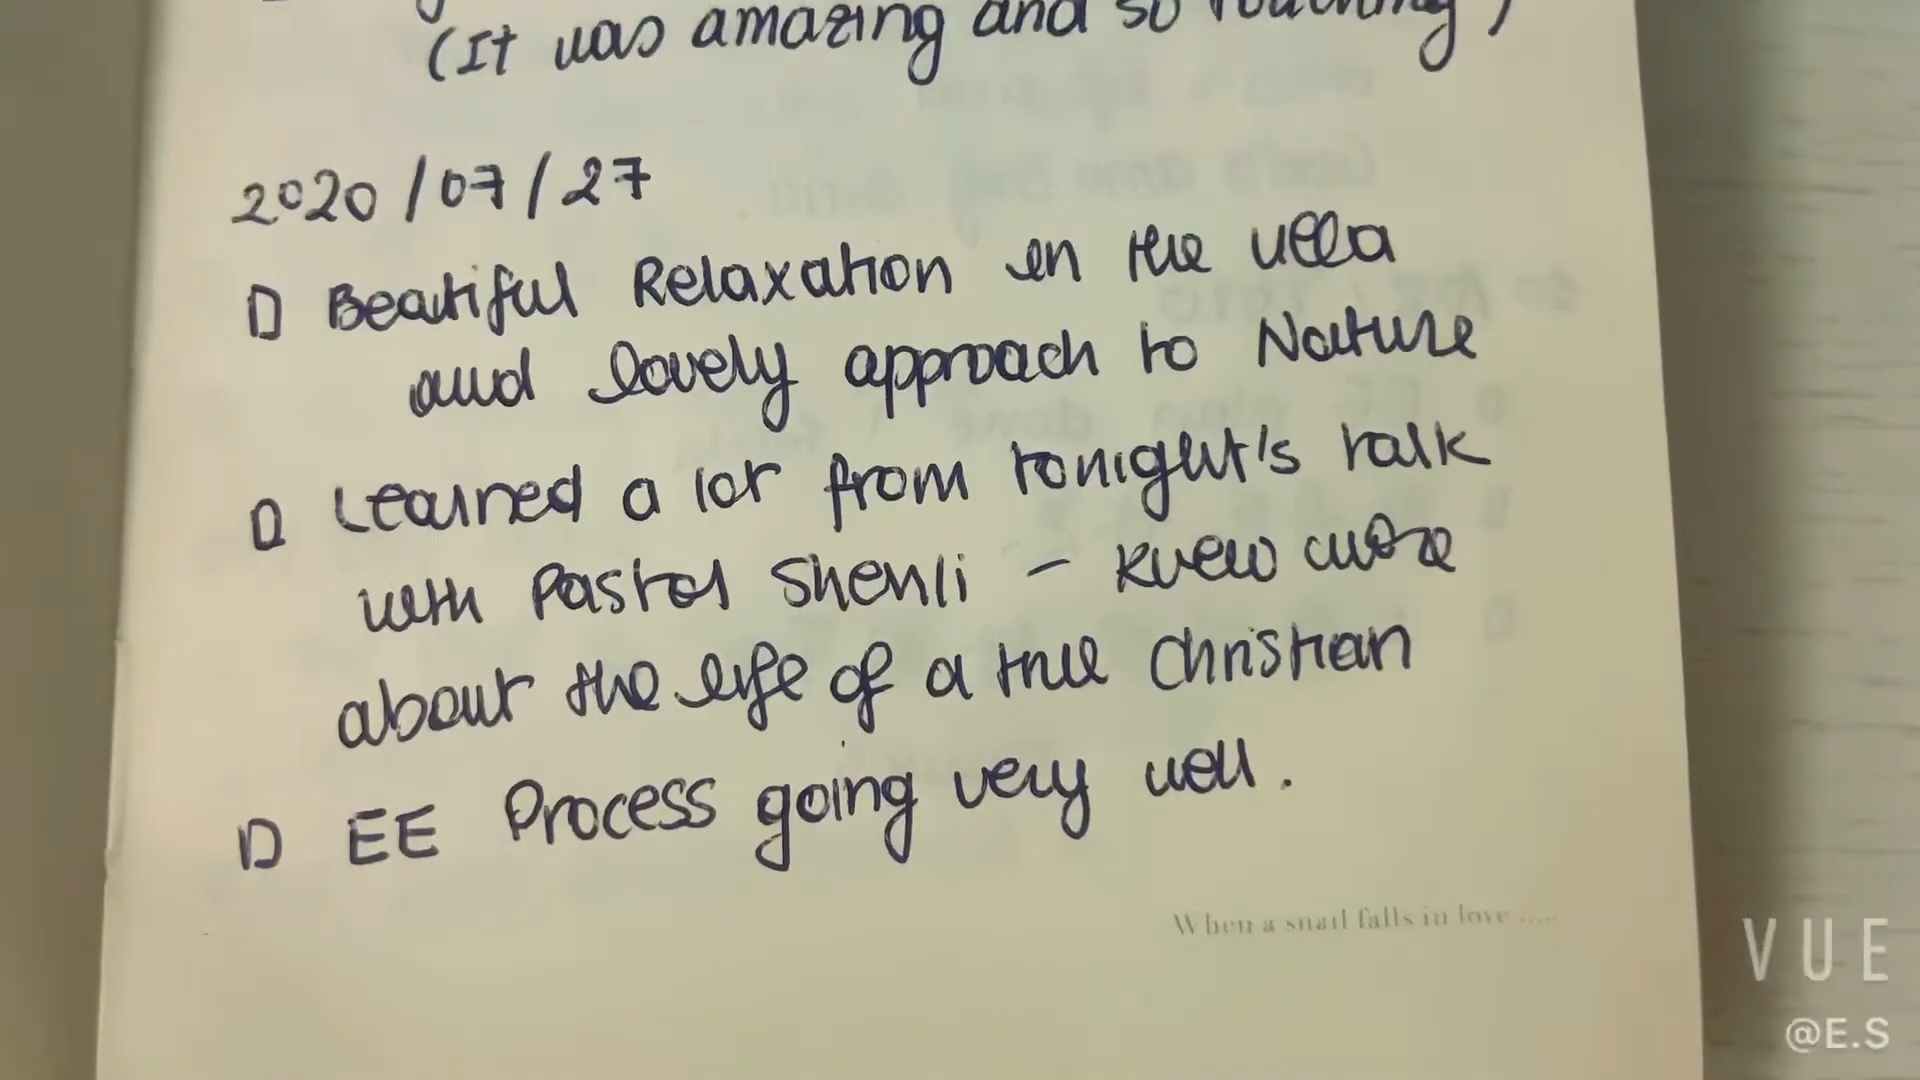 (It was amazing and so touching)
2020/07/27
Beautiful Relaxation in the villa
and lovely approach to Nature
Learned a lot from tonight's talk
with Pastor Shenli - Knew more
about the life of a true Christian
EE Process going very well.
When a snail falls in love .....
VUE
@E.S